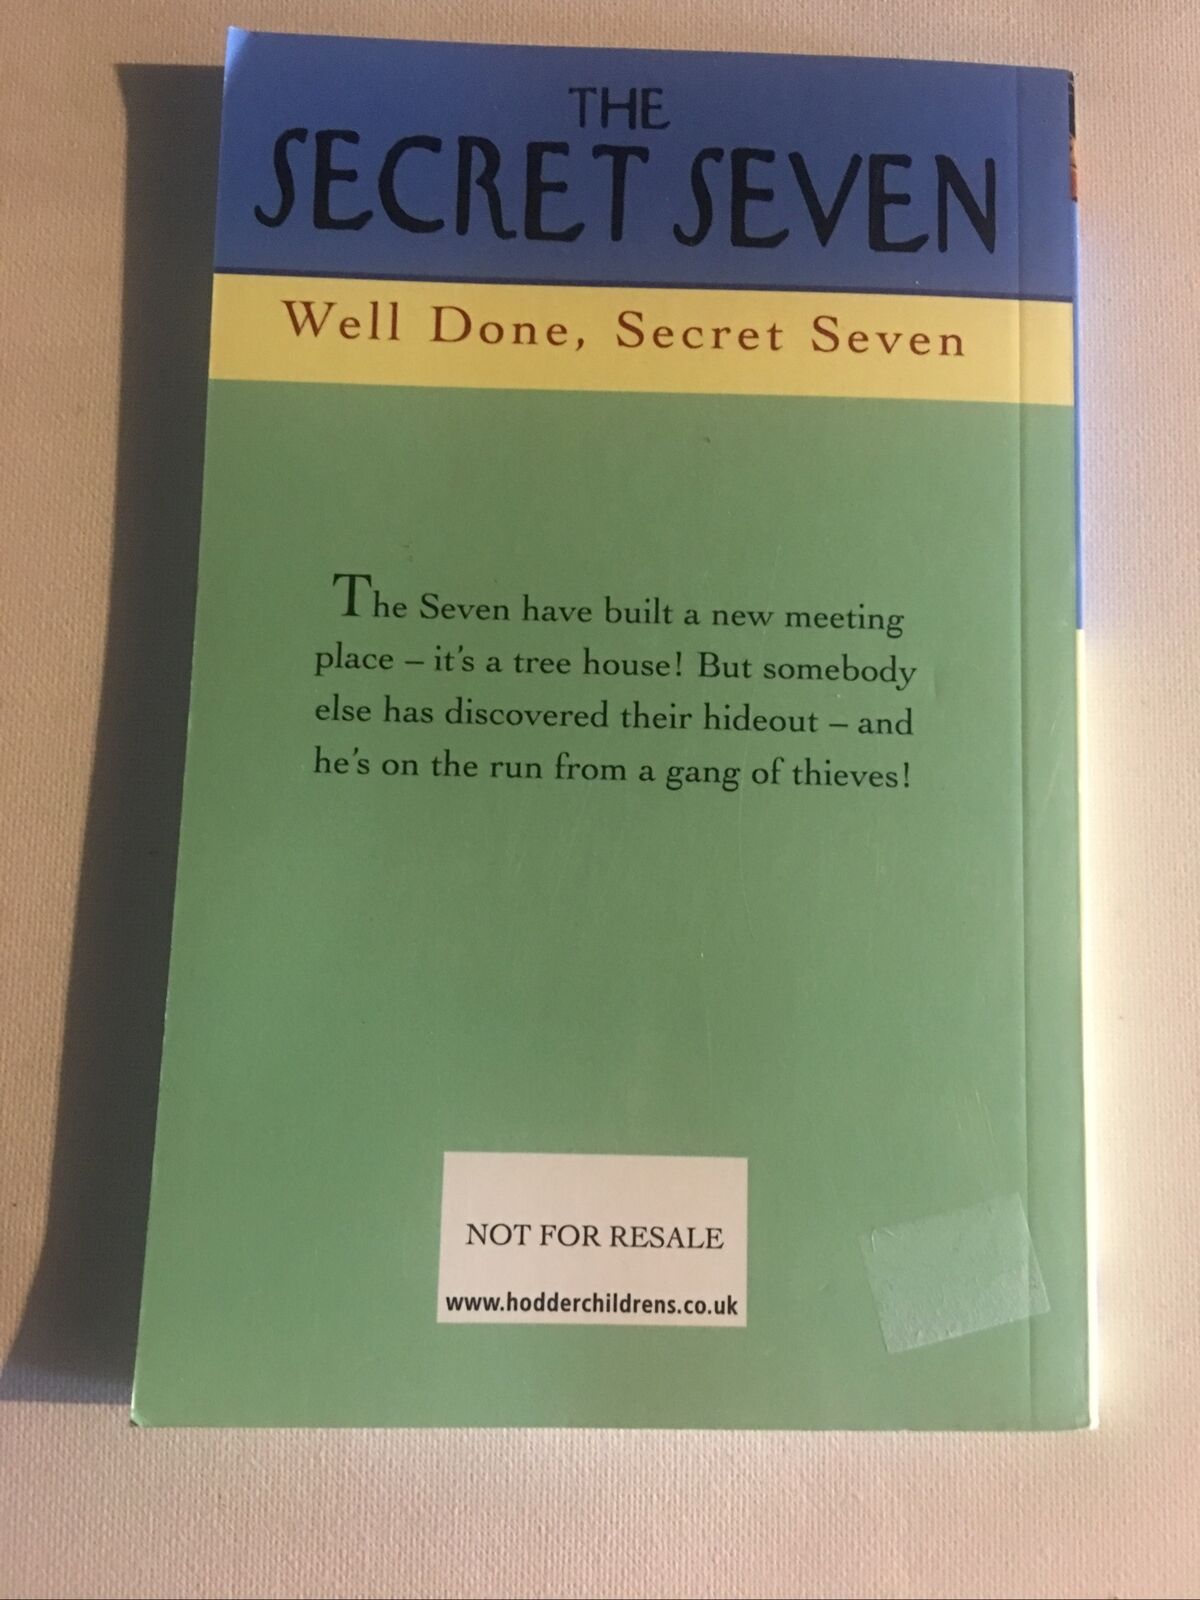 THE
SECRET SEVEN
Well Done, Secret Seven
The Seven have built a new meeting
place – it's a tree house! But somebody
else has discovered their hideout – and
he's on the run from a gang of thieves!
NOT FOR RESALE
www.hodderchildrens.co.uk